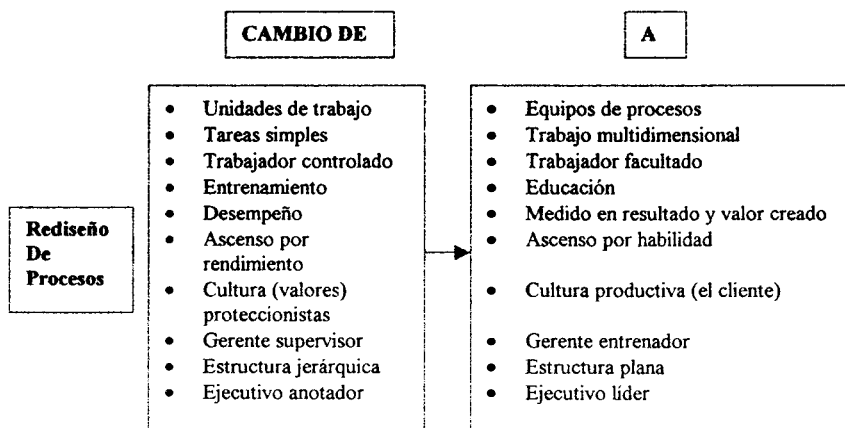 CAMBIO DE
A
Rediseño
De
Procesos
• Unidades de trabajo
• Tareas simples
• Trabajador controlado
• Entrenamiento
• Desempeño
• Ascenso por
rendimiento
• Cultura (valores)
proteccionistas
• Gerente supervisor
• Estructura jerárquica
• Ejecutivo anotador
• Equipos de procesos
• Trabajo multidimensional
• Trabajador facultado
• Educación
• Medido en resultado y valor creado
• Ascenso por habilidad
• Cultura productiva (el cliente)
• Gerente entrenador
• Estructura plana
• Ejecutivo líder